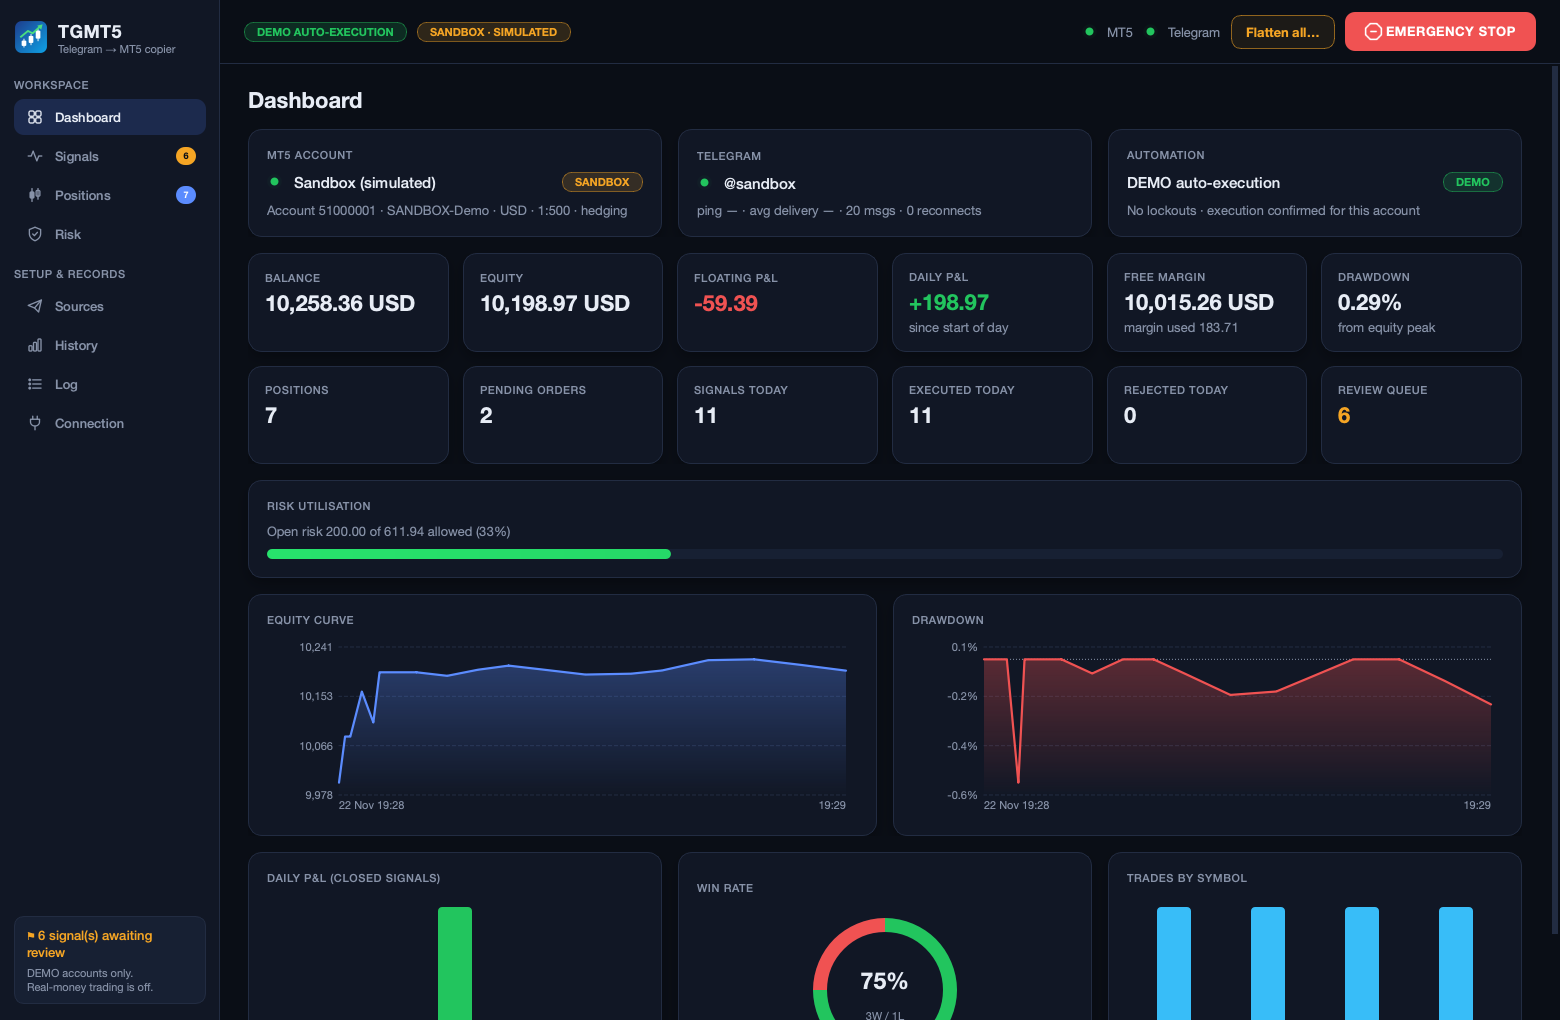 TGMT5
Telegram → MT5 copier
WORKSPACE
Dashboard
Signals 6
Positions 7
Risk
SETUP & RECORDS
Sources
History
Log
Connection
6 signal(s) awaiting
review
DEMO accounts only.
Real-money trading is off.
DEMO AUTO-EXECUTION SANDBOX · SIMULATED MT5 Telegram Flatten all... EMERGENCY STOP
Dashboard
MT5 ACCOUNT
Sandbox (simulated) SANDBOX
Account 51000001 · SANDBOX-Demo · USD · 1:500 · hedging
TELEGRAM
@sandbox
ping — · avg delivery — · 20 msgs · 0 reconnects
AUTOMATION
DEMO auto-execution DEMO
No lockouts · execution confirmed for this account
BALANCE
10,258.36 USD
EQUITY
10,198.97 USD
FLOATING P&L
-59.39
DAILY P&L
+198.97
since start of day
FREE MARGIN
10,015.26 USD
margin used 183.71
DRAWDOWN
0.29%
from equity peak
POSITIONS
7
PENDING ORDERS
2
SIGNALS TODAY
11
EXECUTED TODAY
11
REJECTED TODAY
0
REVIEW QUEUE
6
RISK UTILISATION
Open risk 200.00 of 611.94 allowed (33%)
EQUITY CURVE
10,241
10,153
10,066
9,978
22 Nov 19:28 19:29
DRAWDOWN
0.1%
-0.2%
-0.4%
-0.6%
22 Nov 19:28 19:29
DAILY P&L (CLOSED SIGNALS)
WIN RATE
75%
3W / 1L
TRADES BY SYMBOL